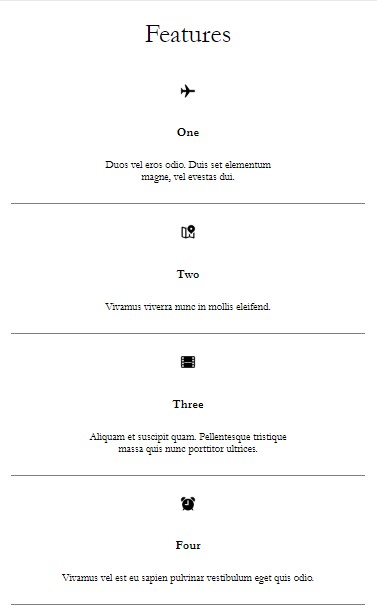 Features
One
Duos vel eros odio. Duis set elementum
magne, vel evestas dui.
Two
Vivamus viverra nunc in mollis eleifend.
Three
Aliquam et suscipit quam. Pellentesque tristique
massa quis nunc porttitor ultrices.
Four
Vivamus vel est eu sapien pulvinar vestibulum eget quis odio.